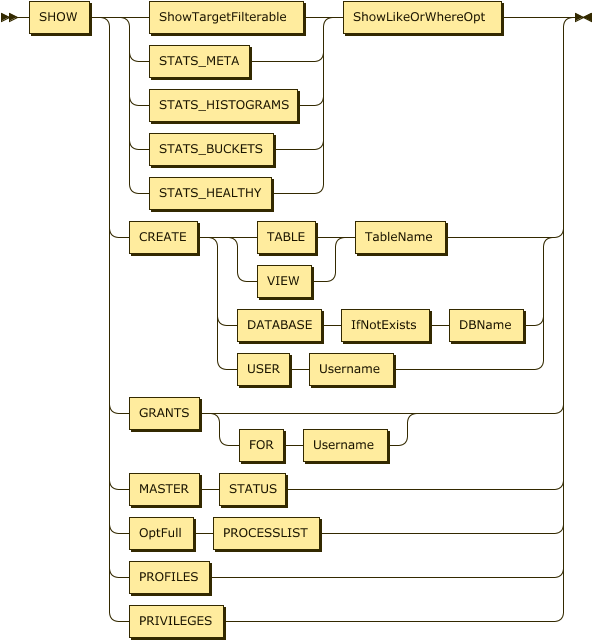 SHOW ShowTargetFilterable ShowLikeOrWhereOpt
STATS_META
STATS_HISTOGRAMS
STATS_BUCKETS
STATS_HEALTHY
CREATE TABLE TableName
VIEW
DATABASE IfNotExists DBName
USER Username
GRANTS
FOR Username
MASTER STATUS
OptFull PROCESSLIST
PROFILES
PRIVILEGES